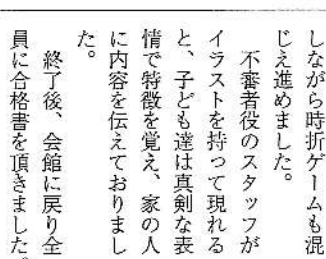 しながら時折ゲームも混
じえ進めました。
　不審者役のスタッフが
イラストを持って現れる
と、子ども達は真剣な表
情で特徴を覚え、家の人
に内容を伝えておりまし
た。
　終了後、会館に戻り全
員に合格書を頂きました。